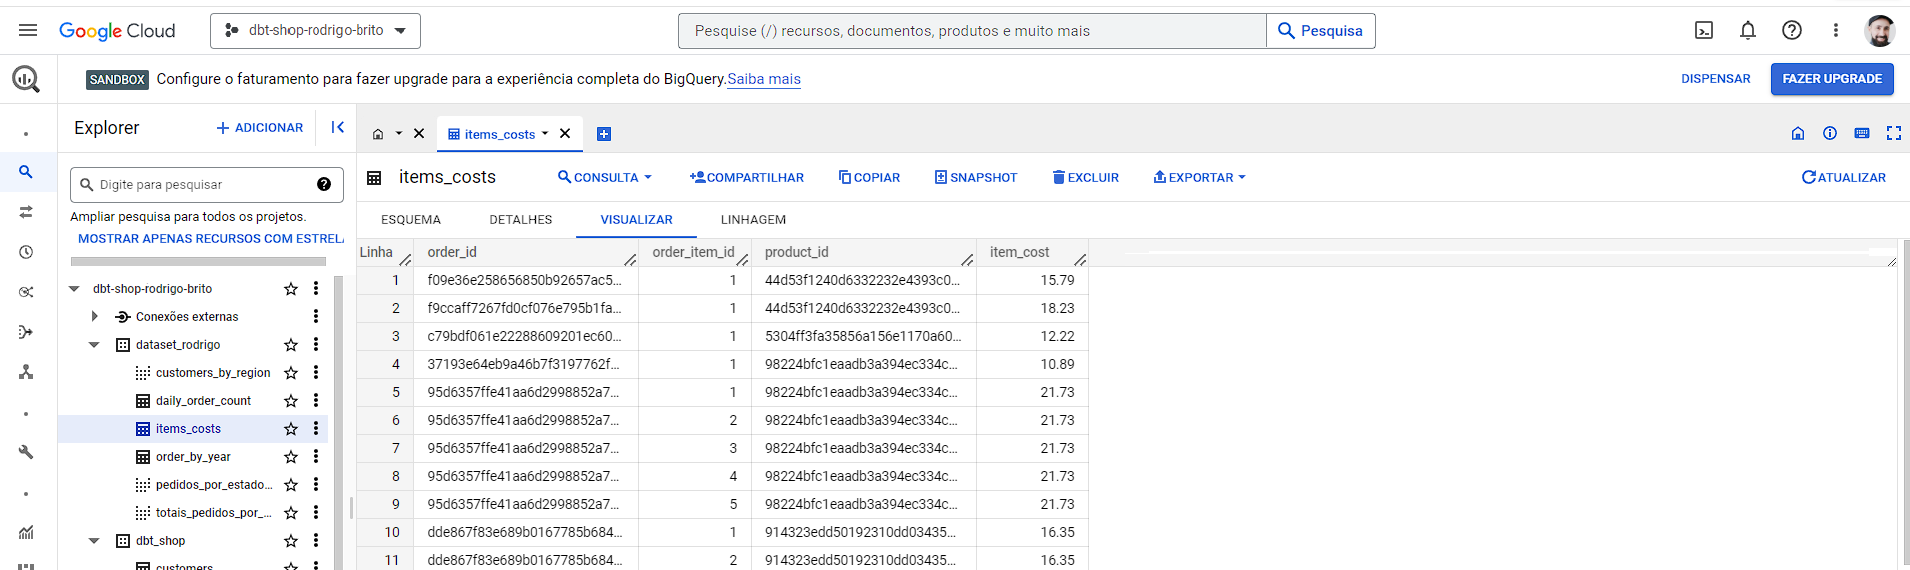 Google Cloud
dbt-shop-rodrigo-brito
Pesquise (/) recursos, documentos, produtos e muito mais
Pesquisa
SANDBOX Configure o faturamento para fazer upgrade para a experiência completa do BigQuery. Saiba mais
DISPENSAR
FAZER UPGRADE
Explorer
ADICIONAR
Digite para pesquisar
Ampliar pesquisa para todos os projetos.
MOSTRAR APENAS RECURSOS COM ESTREL
dbt-shop-rodrigo-brito
Conexões externas
dataset_rodrigo
customers_by_region
daily_order_count
items_costs
order_by_year
pedidos_por_estado...
totais_pedidos_por_...
dbt_shop
customers
items_costs
items_costs
CONSULTA
COMPARTILHAR
COPIAR
SNAPSHOT
EXCLUIR
EXPORTAR
ATUALIZAR
ESQUEMA DETALHES VISUALIZAR LINHAGEM
Linha order_id order_item_id product_id item_cost
1 f09e36e258656850b92657ac5... 1 44d53f1240d6332232e4393c0... 15.79
2 f9ccaff7267fd0cf076e795b1fa... 1 44d53f1240d6332232e4393c0... 18.23
3 c79bdf061e22288609201ec60... 1 5304ff3fa35856a156e1170a60... 12.22
4 37193e64eb9a46b7f3197762f... 1 98224bfc1eaadb3a394ec334c... 10.89
5 95d6357ffe41aa6d2998852a7... 1 98224bfc1eaadb3a394ec334c... 21.73
6 95d6357ffe41aa6d2998852a7... 2 98224bfc1eaadb3a394ec334c... 21.73
7 95d6357ffe41aa6d2998852a7... 3 98224bfc1eaadb3a394ec334c... 21.73
8 95d6357ffe41aa6d2998852a7... 4 98224bfc1eaadb3a394ec334c... 21.73
9 95d6357ffe41aa6d2998852a7... 5 98224bfc1eaadb3a394ec334c... 21.73
10 dde867f83e689b0167785b684... 1 914323edd50192310dd03435... 16.35
11 dde867f83e689b0167785b684... 2 914323edd50192310dd03435... 16.35